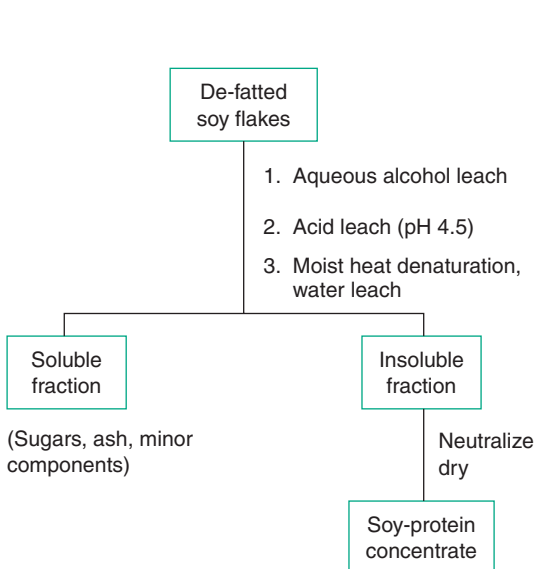 De-fatted
soy flakes
1. Aqueous alcohol leach
2. Acid leach (pH 4.5)
3. Moist heat denaturation,
water leach
Soluble
fraction
Insoluble
fraction
(Sugars, ash, minor
components)
Neutralize
dry
Soy-protein
concentrate